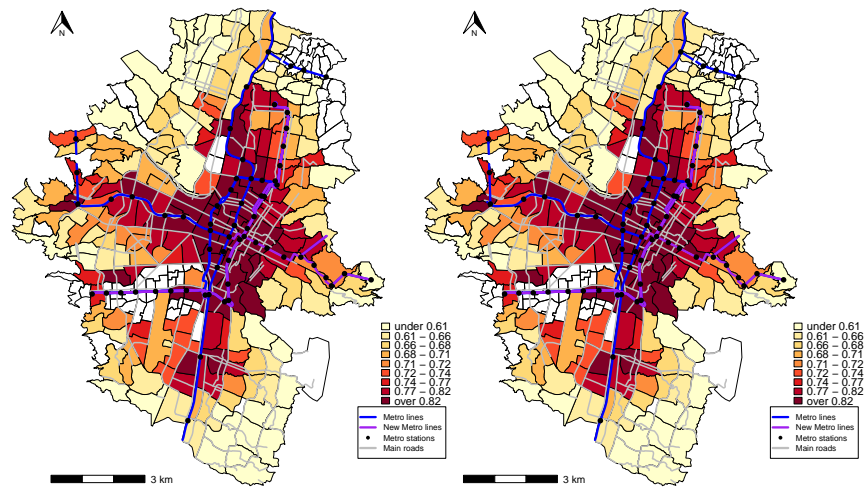 N
under 0.61
0.61 – 0.66
0.66 – 0.68
0.68 – 0.71
0.71 – 0.72
0.72 – 0.74
0.74 – 0.77
0.77 – 0.82
over 0.82
Metro lines
New Metro lines
Metro stations
Main roads
3 km
N
under 0.61
0.61 – 0.66
0.66 – 0.68
0.68 – 0.71
0.71 – 0.72
0.72 – 0.74
0.74 – 0.77
0.77 – 0.82
over 0.82
Metro lines
New Metro lines
Metro stations
Main roads
3 km